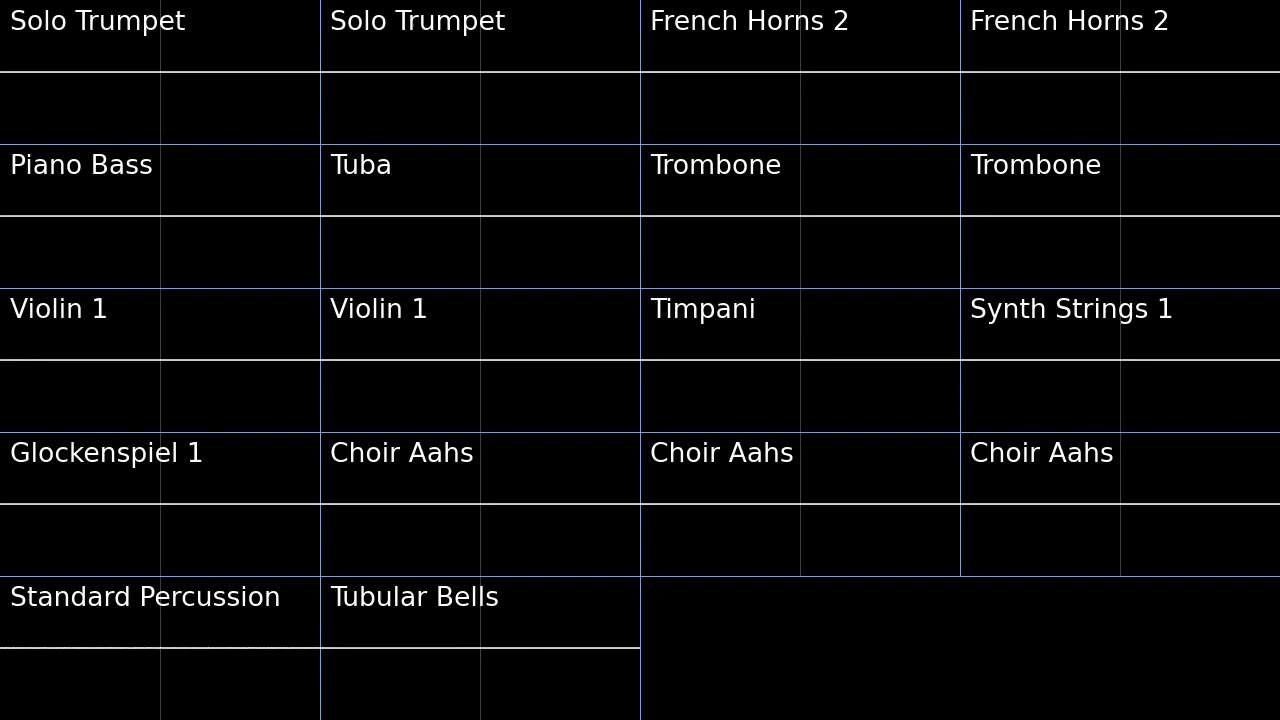 Solo Trumpet
Solo Trumpet
French Horns 2
French Horns 2
Piano Bass
Tuba
Trombone
Trombone
Violin 1
Violin 1
Timpani
Synth Strings 1
Glockenspiel 1
Choir Aahs
Choir Aahs
Choir Aahs
Standard Percussion
Tubular Bells